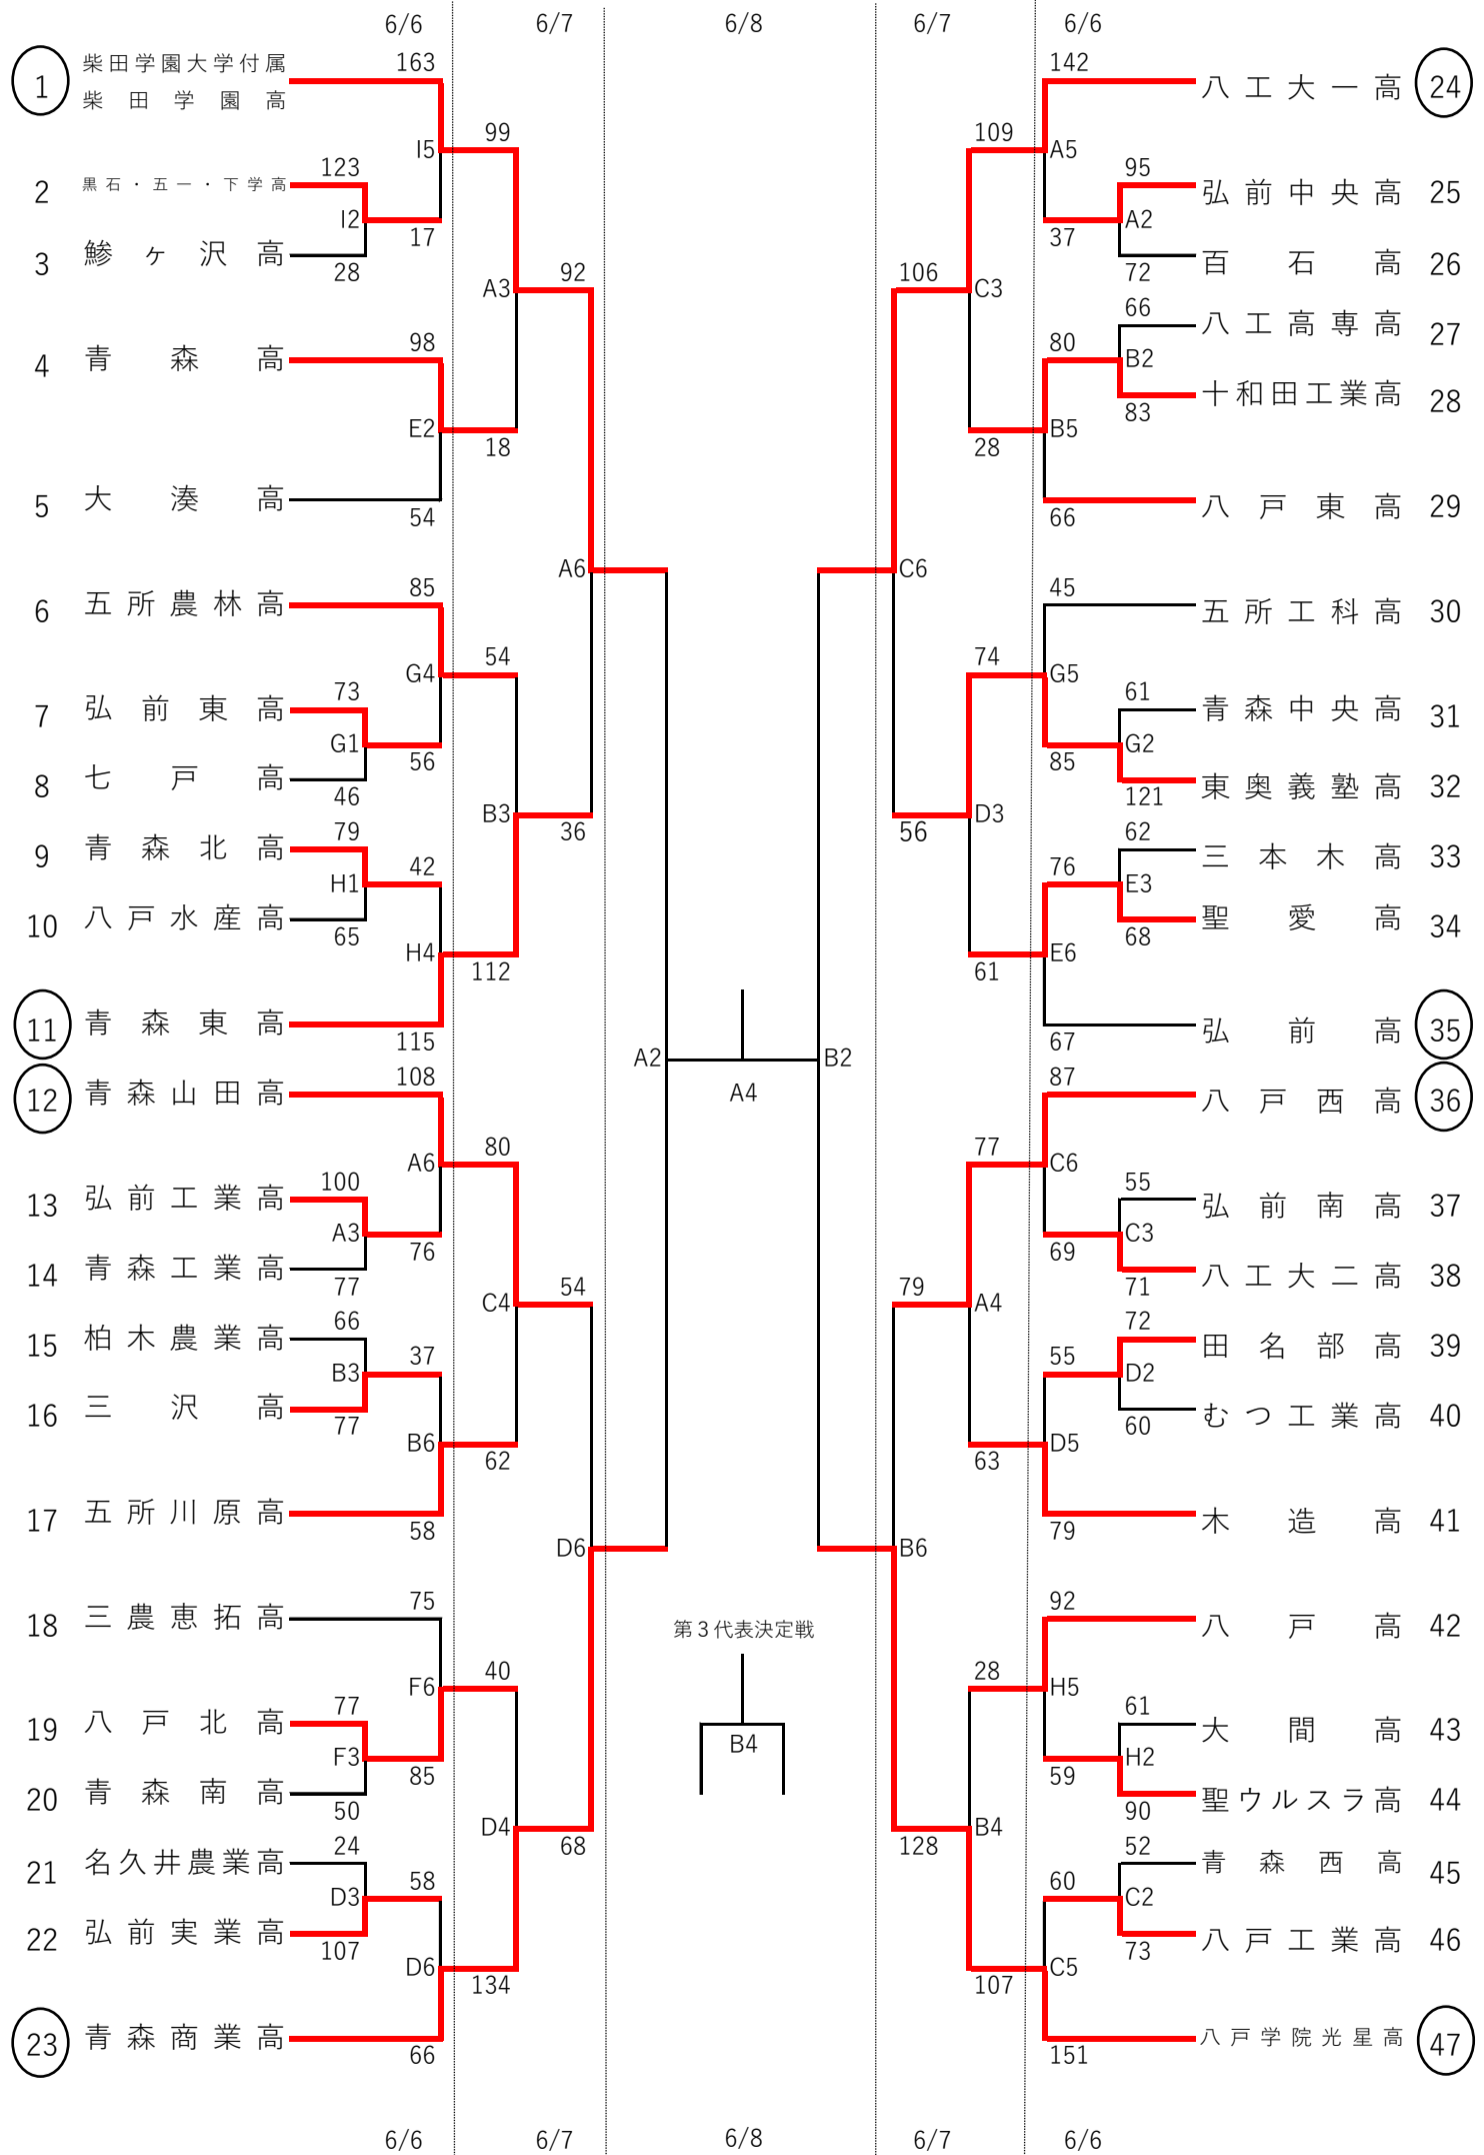 6/6 6/7 6/8 6/7 6/6
1 柴田学園大学付属
柴田学園高
163
I5
2 黒石・五一・下学高
123
I2
17
3 鰺ヶ沢高
28
99
A3
4 青森高
98
E2
18
5 大湊高
54
92
A6
6 五所農林高
85
G4
54
7 弘前東高
73
G1
56
8 七戸高
46
B3
36
9 青森北高
79
H1
42
10 八戸水産高
65
H4
112
11 青森東高
115
12 青森山田高
108
A6
80
13 弘前工業高
100
A3
76
14 青森工業高
77
C4
54
15 柏木農業高
66
B3
37
16 三沢高
77
B6
62
17 五所川原高
58
D6
18 三農恵拓高
75
F6
40
19 八戸北高
77
F3
85
20 青森南高
50
D4
68
21 名久井農業高
24
D3
58
22 弘前実業高
107
D6
134
23 青森商業高
66
A2
A4
B2
第3代表決定戦
B4
142
八工大一高 24
109
A5
95
弘前中央高 25
37
A2
百石高 26
72
106
C3
66
八工高専高 27
80
B2
十和田工業高 28
83
28
B5
八戸東高 29
66
C6
45
五所工科高 30
74
G5
61
青森中央高 31
85
G2
東奥義塾高 32
121
56
D3
62
三本木高 33
76
E3
聖愛高 34
68
61
E6
弘前高 35
67
87
八戸西高 36
77
C6
55
弘前南高 37
69
C3
八工大二高 38
71
79
A4
72
田名部高 39
55
D2
むつ工業高 40
60
63
D5
木造高 41
79
B6
92
八戸高 42
28
H5
61
大間高 43
59
H2
聖ウルスラ高 44
90
128
B4
52
青森西高 45
60
C2
八戸工業高 46
73
107
C5
八戸学院光星高 47
151
6/6 6/7 6/8 6/7 6/6